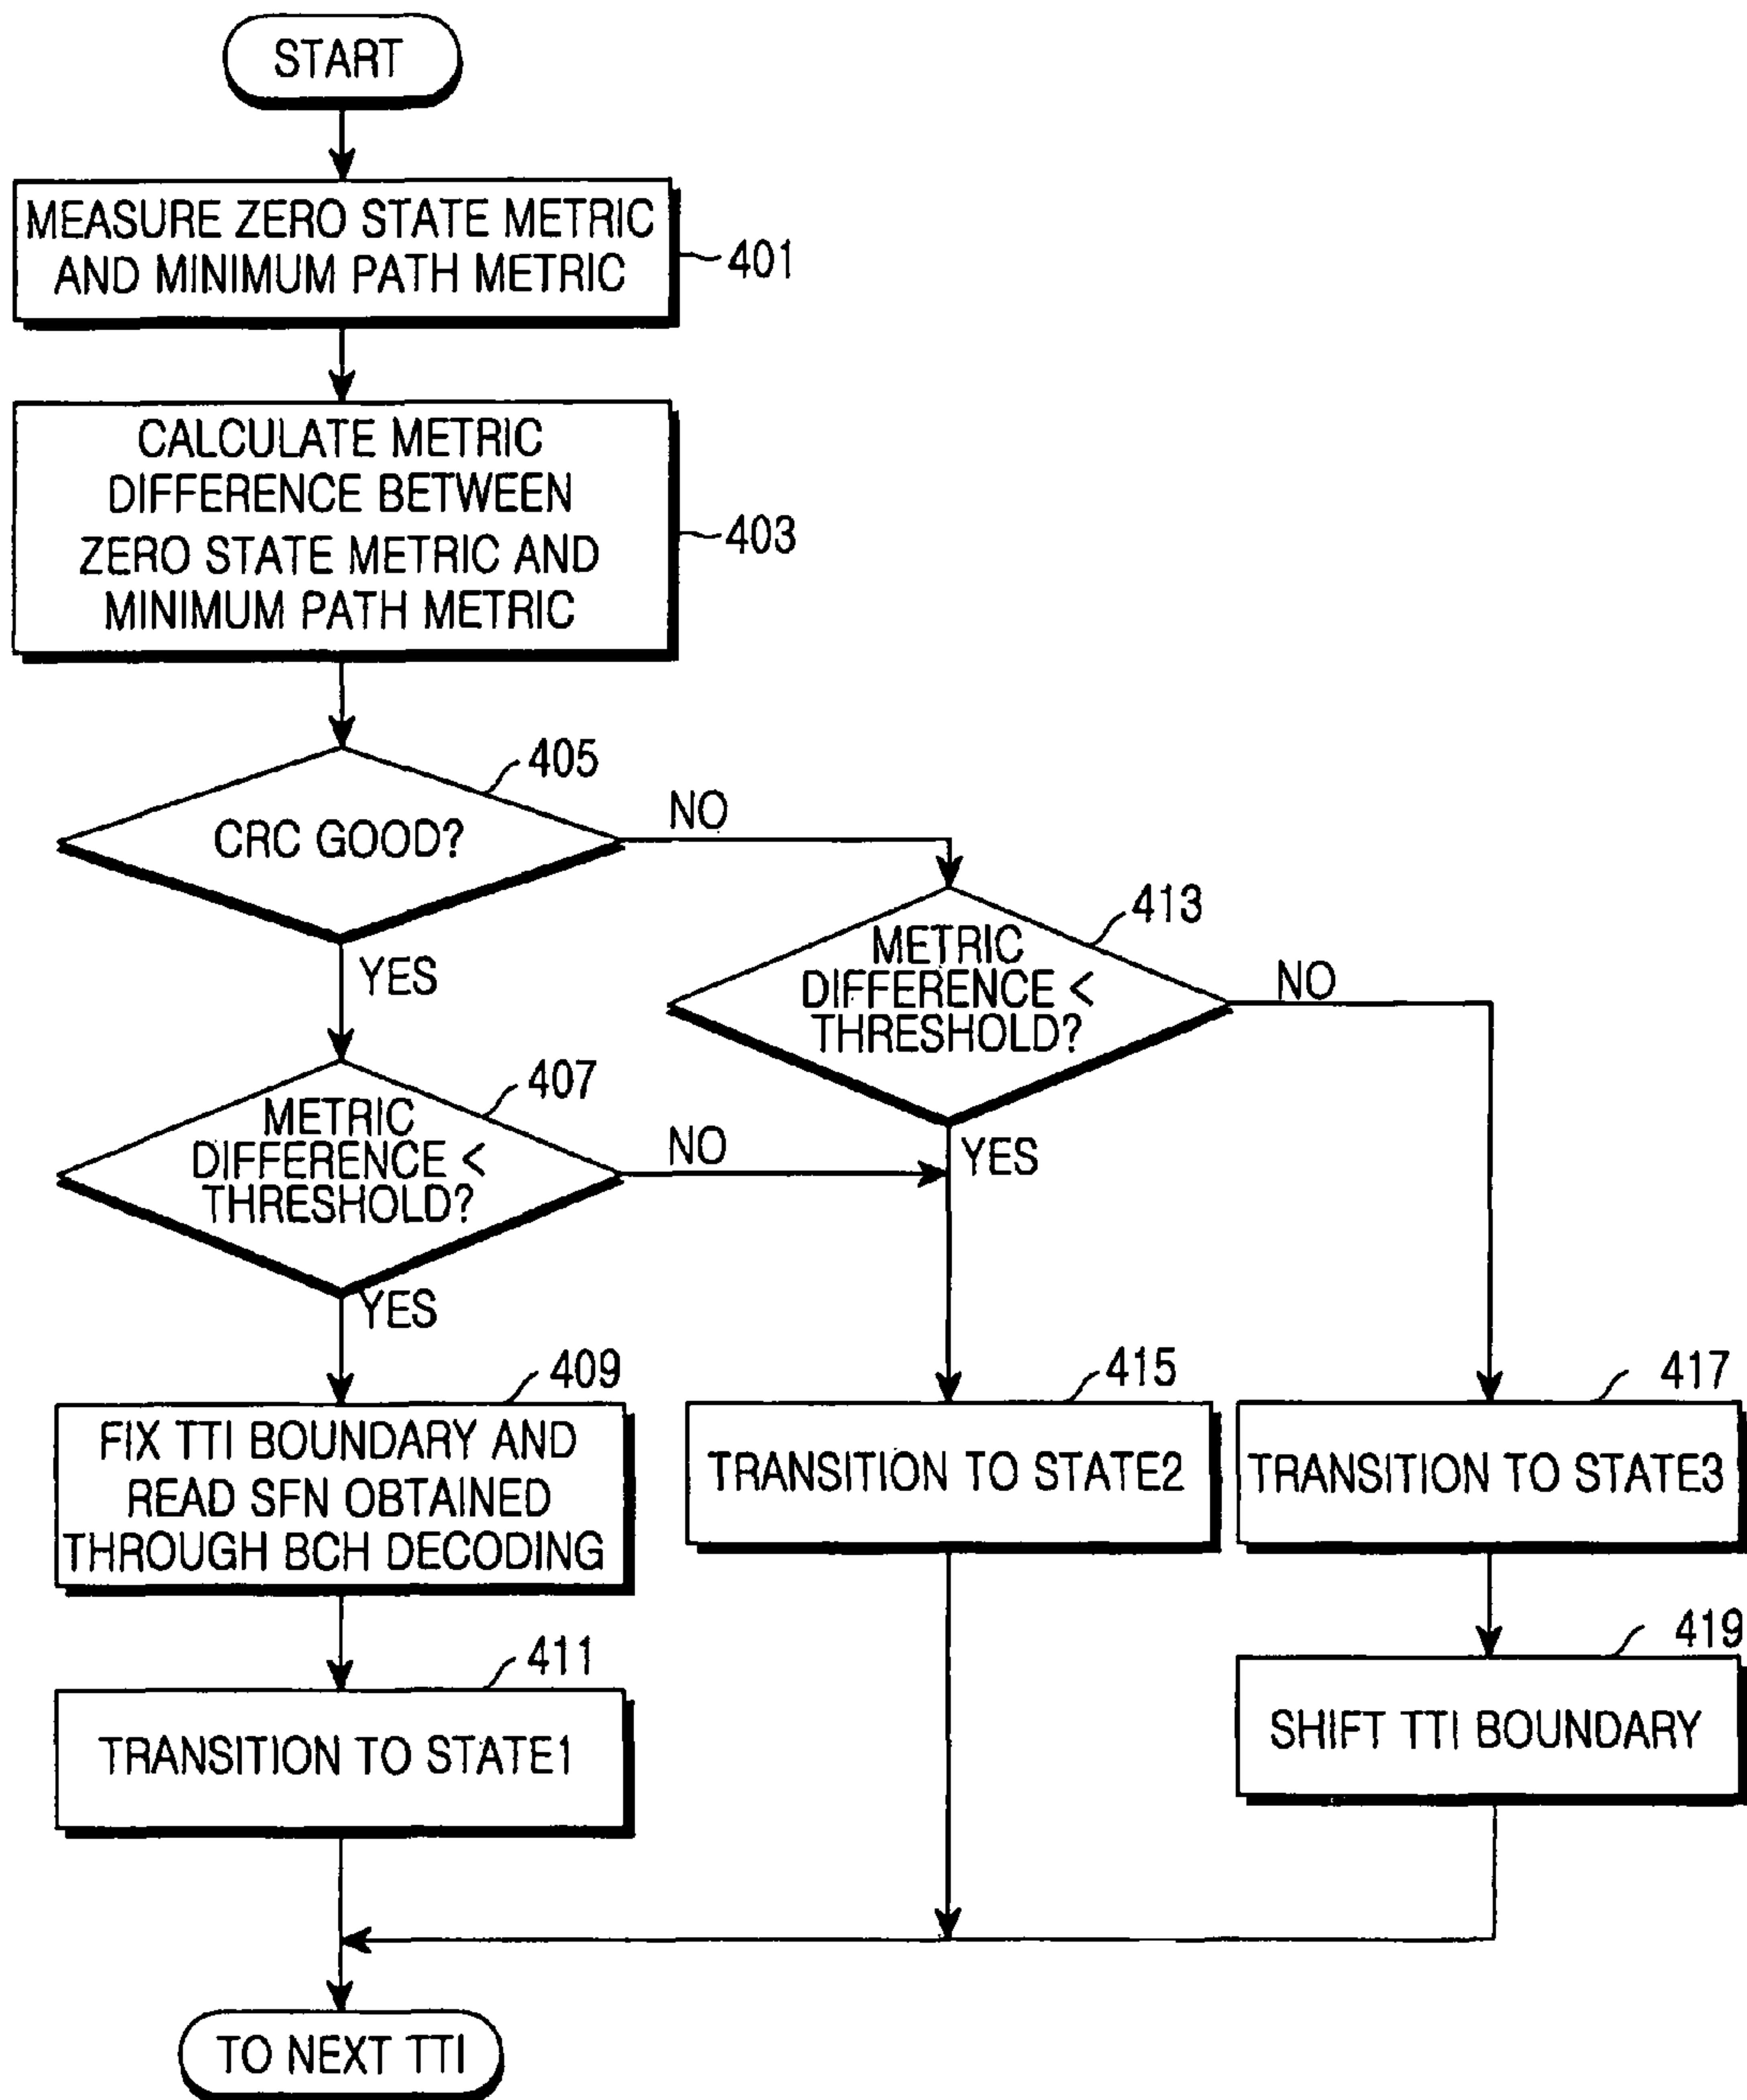 START
MEASURE ZERO STATE METRIC
AND MINIMUM PATH METRIC
401
CALCULATE METRIC
DIFFERENCE BETWEEN
ZERO STATE METRIC AND
MINIMUM PATH METRIC
403
405
CRC GOOD?
NO
YES
413
METRIC
DIFFERENCE <
THRESHOLD?
NO
YES
407
METRIC
DIFFERENCE <
THRESHOLD?
NO
YES
409
FIX TTI BOUNDARY AND
READ SFN OBTAINED
THROUGH BCH DECODING
415
TRANSITION TO STATE2
417
TRANSITION TO STATE3
411
TRANSITION TO STATE1
419
SHIFT TTI BOUNDARY
TO NEXT TTI